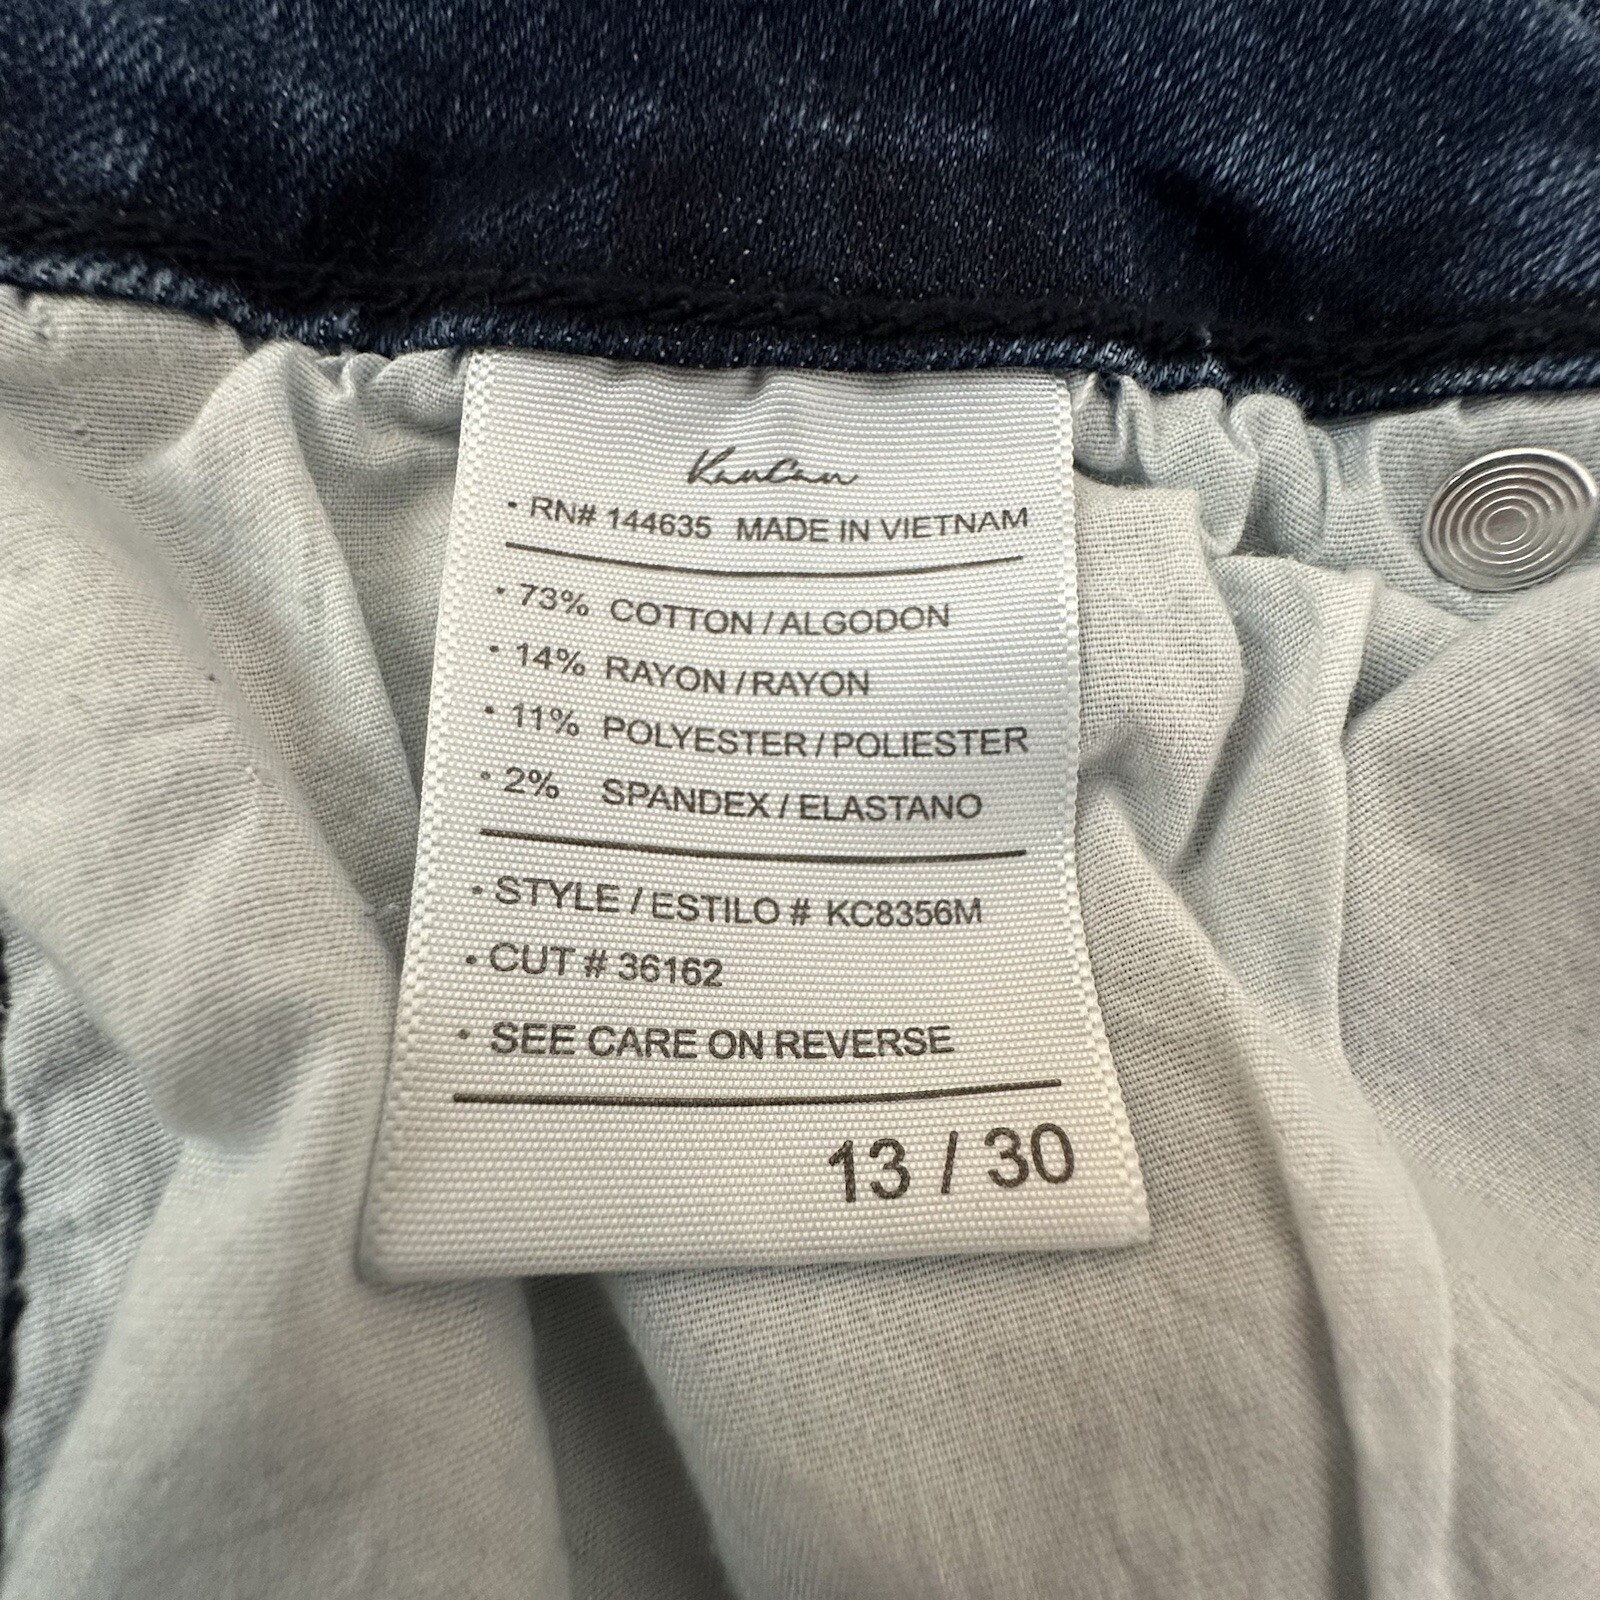 KanCan
• RN# 144635 MADE IN VIETNAM
• 73% COTTON / ALGODON
• 14% RAYON / RAYON
• 11% POLYESTER / POLIESTER
• 2% SPANDEX / ELASTANO
• STYLE / ESTILO # KC8356M
• CUT # 36162
• SEE CARE ON REVERSE
13 / 30